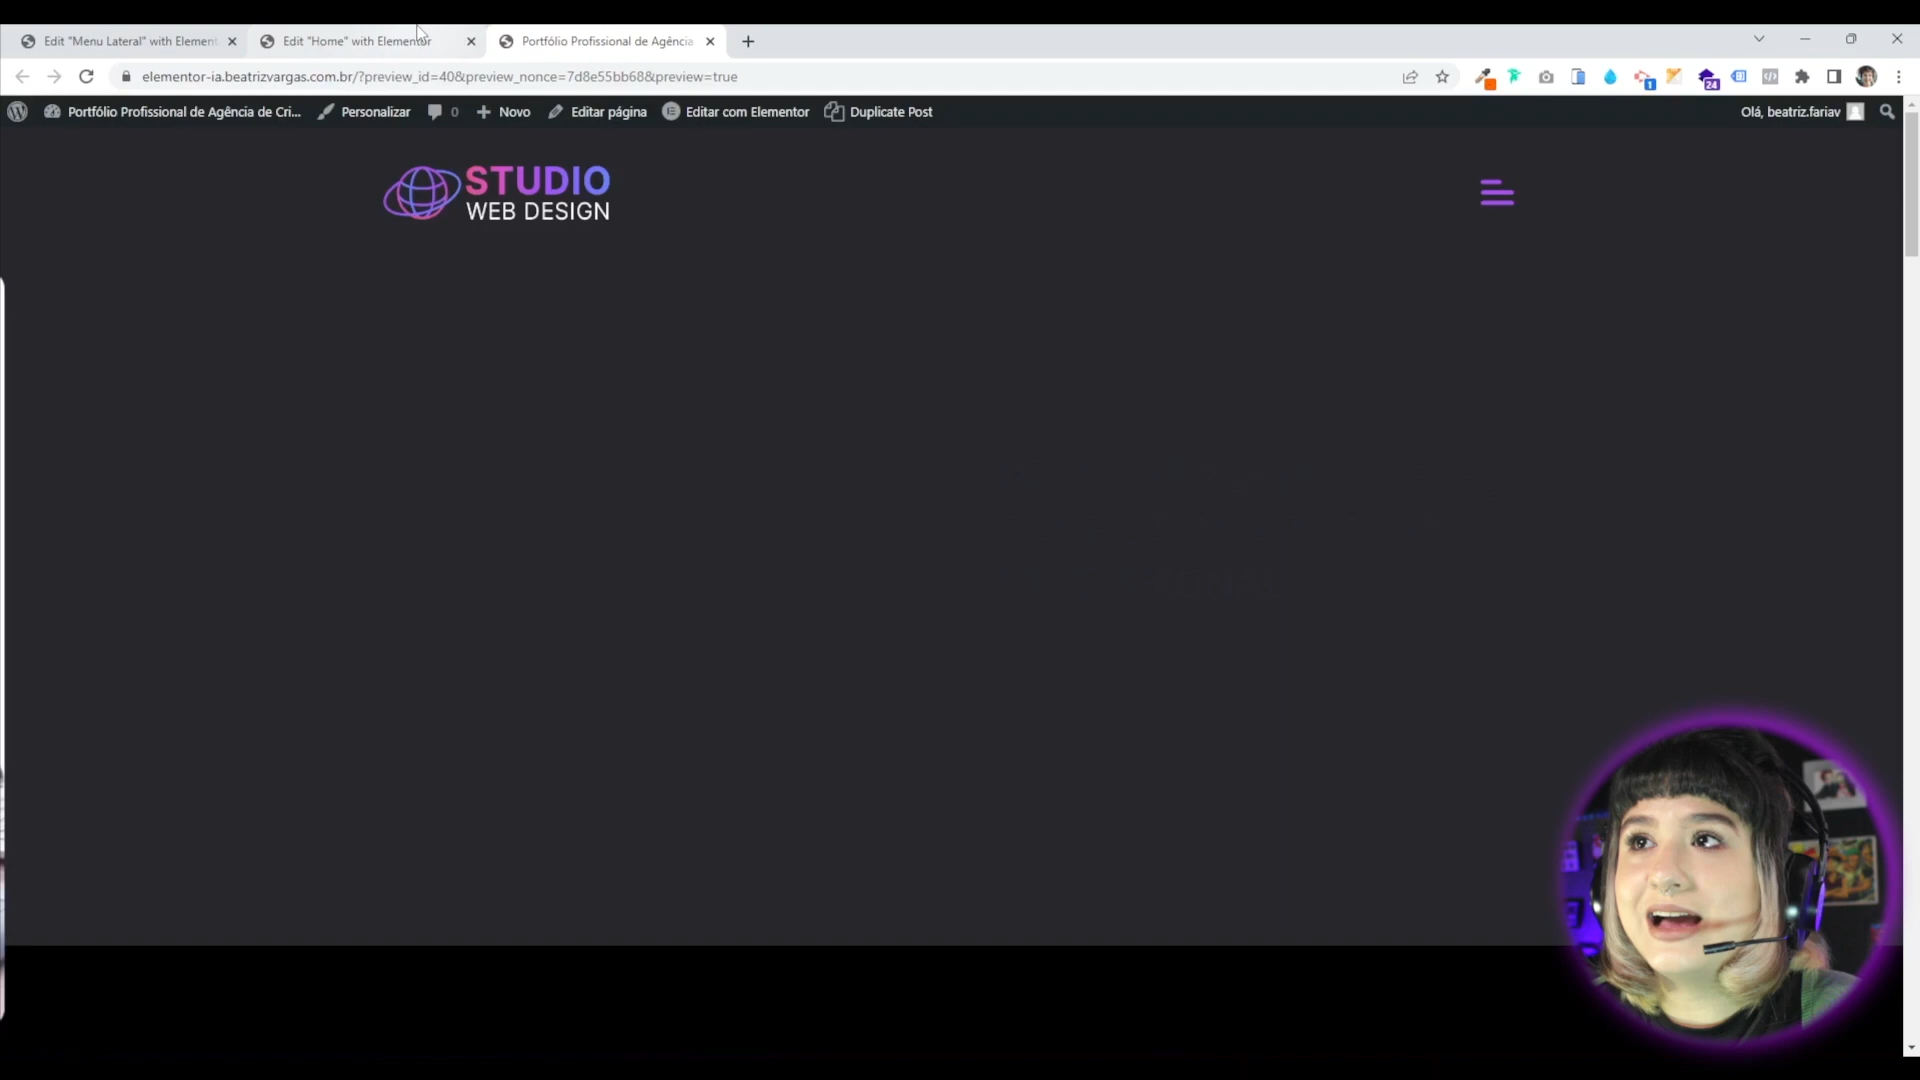 Edit "Menu Lateral" with Element
Edit "Home" with Elementor
Portfólio Profissional de Agência
elementor-ia.beatrizvargas.com.br/?preview_id=40&preview_nonce=7d8e55bb68&preview=true
1
24
Portfólio Profissional de Agência de Cri...
Personalizar
0
Novo
Editar página
Editar com Elementor
Duplicate Post
Olá, beatriz.fariav
STUDIO
WEB DESIGN